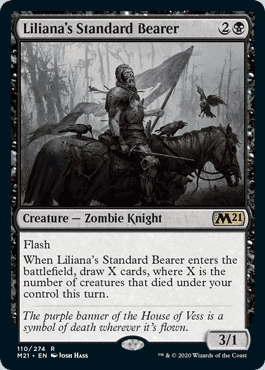 Liliana's Standard Bearer 2
Creature — Zombie Knight M21
Flash
When Liliana's Standard Bearer enters the
battlefield, draw X cards, where X is the
number of creatures that died under your
control this turn.
The purple banner of the House of Vess is a
symbol of death wherever it's flown.
3/1
110/274 R
M21 • EN Josh Hass ™ & © 2020 Wizards of the Coast